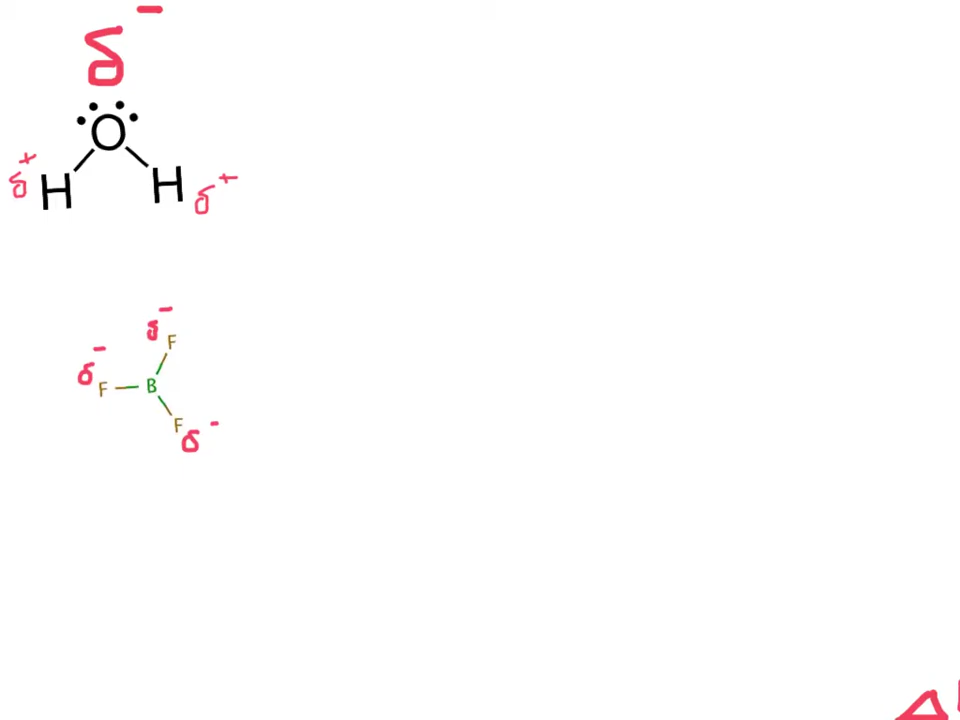 δ⁻
O
δ⁺ H H δ⁺
δ⁻ F
δ⁻ F B
F δ⁻